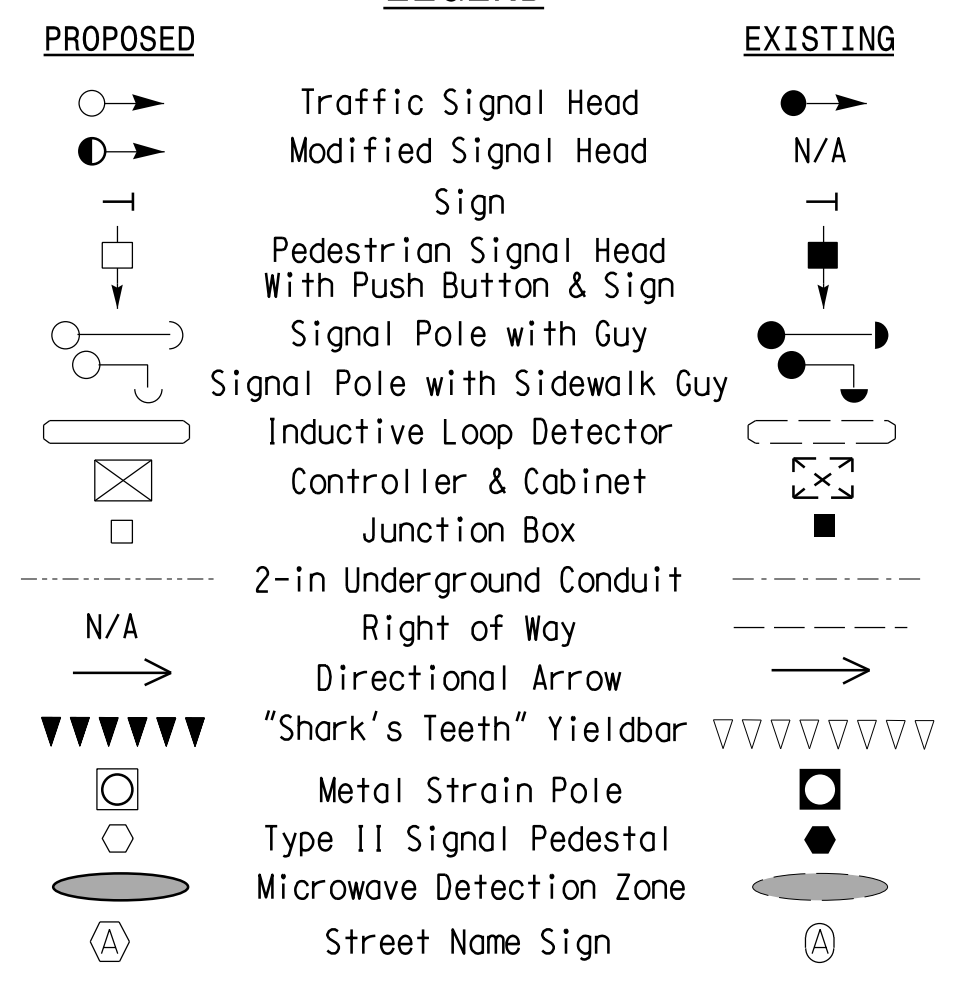 LEGEND
PROPOSED EXISTING
Traffic Signal Head
Modified Signal Head N/A
Sign
Pedestrian Signal Head
With Push Button & Sign
Signal Pole with Guy
Signal Pole with Sidewalk Guy
Inductive Loop Detector
Controller & Cabinet
Junction Box
2-in Underground Conduit
N/A Right of Way
Directional Arrow
"Shark's Teeth" Yieldbar
Metal Strain Pole
Type II Signal Pedestal
Microwave Detection Zone
A Street Name Sign A